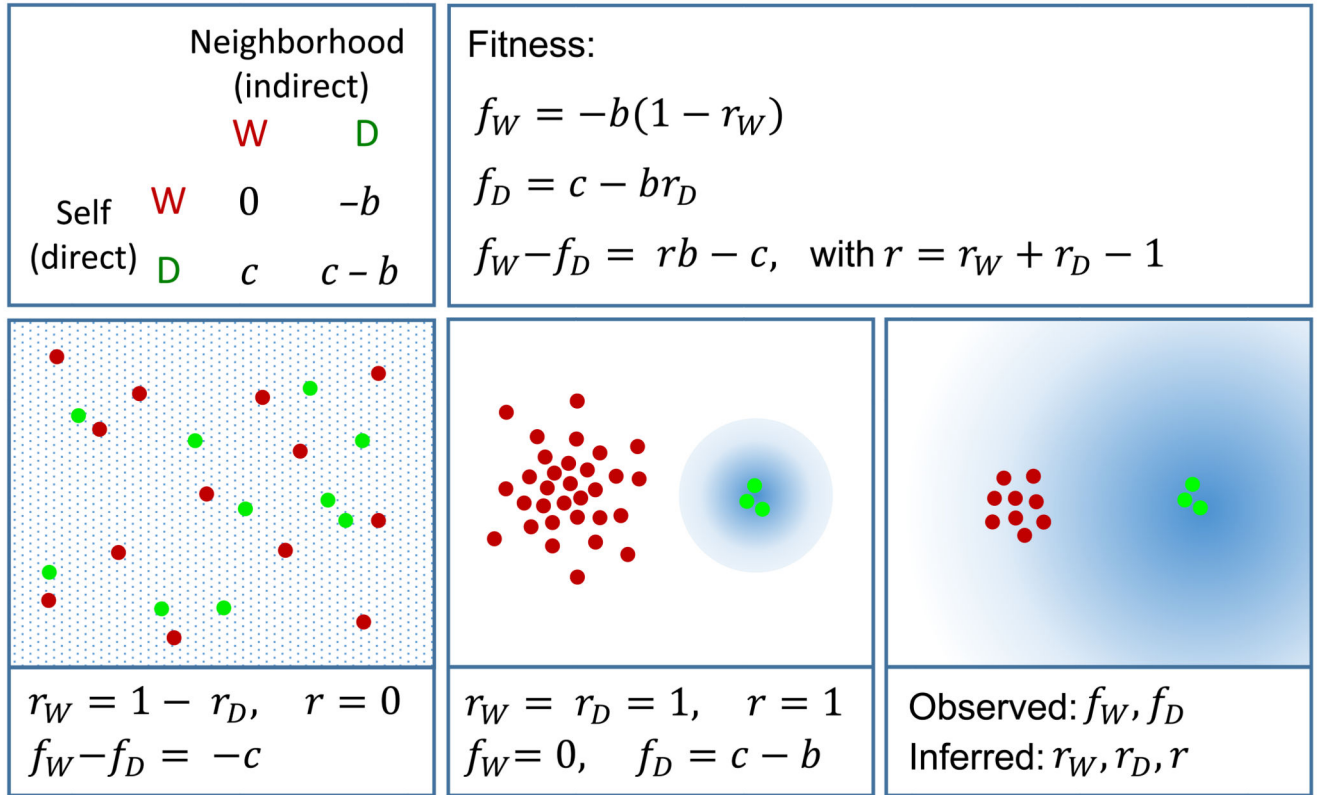 Neighborhood
(indirect)
W D
Self
(direct)
W 0 –b
D c c – b
Fitness:
f_W = −b(1 − r_W)
f_D = c − br_D
f_W−f_D = rb − c, with r = r_W + r_D − 1
r_W = 1 − r_D, r = 0
f_W−f_D = −c
r_W = r_D = 1, r = 1
f_W= 0, f_D = c − b
Observed: f_W, f_D
Inferred: r_W, r_D, r